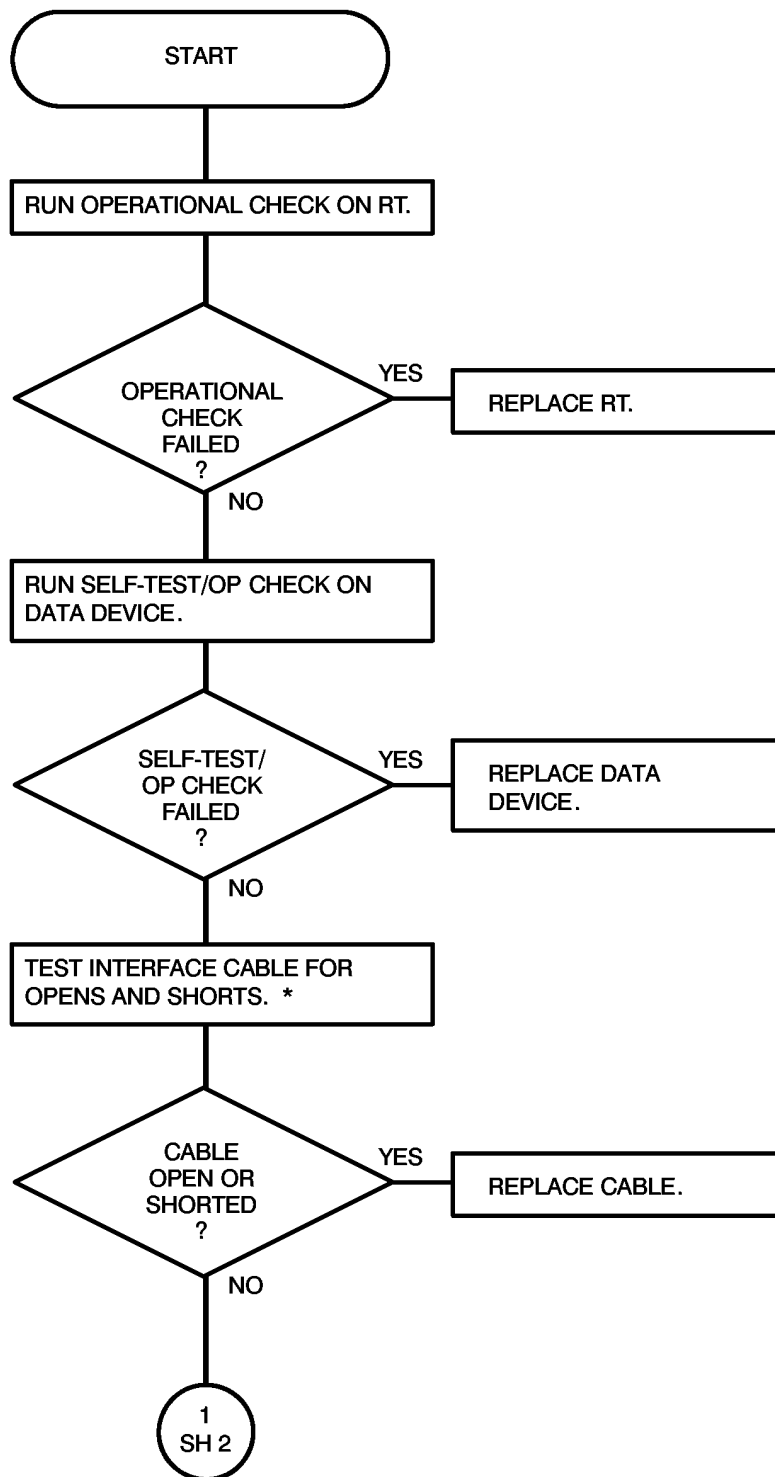 START
RUN OPERATIONAL CHECK ON RT.
OPERATIONAL
CHECK
FAILED
?
YES
REPLACE RT.
NO
RUN SELF-TEST/OP CHECK ON
DATA DEVICE.
SELF-TEST/
OP CHECK
FAILED
?
YES
REPLACE DATA
DEVICE.
NO
TEST INTERFACE CABLE FOR
OPENS AND SHORTS. *
CABLE
OPEN OR
SHORTED
?
YES
REPLACE CABLE.
NO
1
SH 2